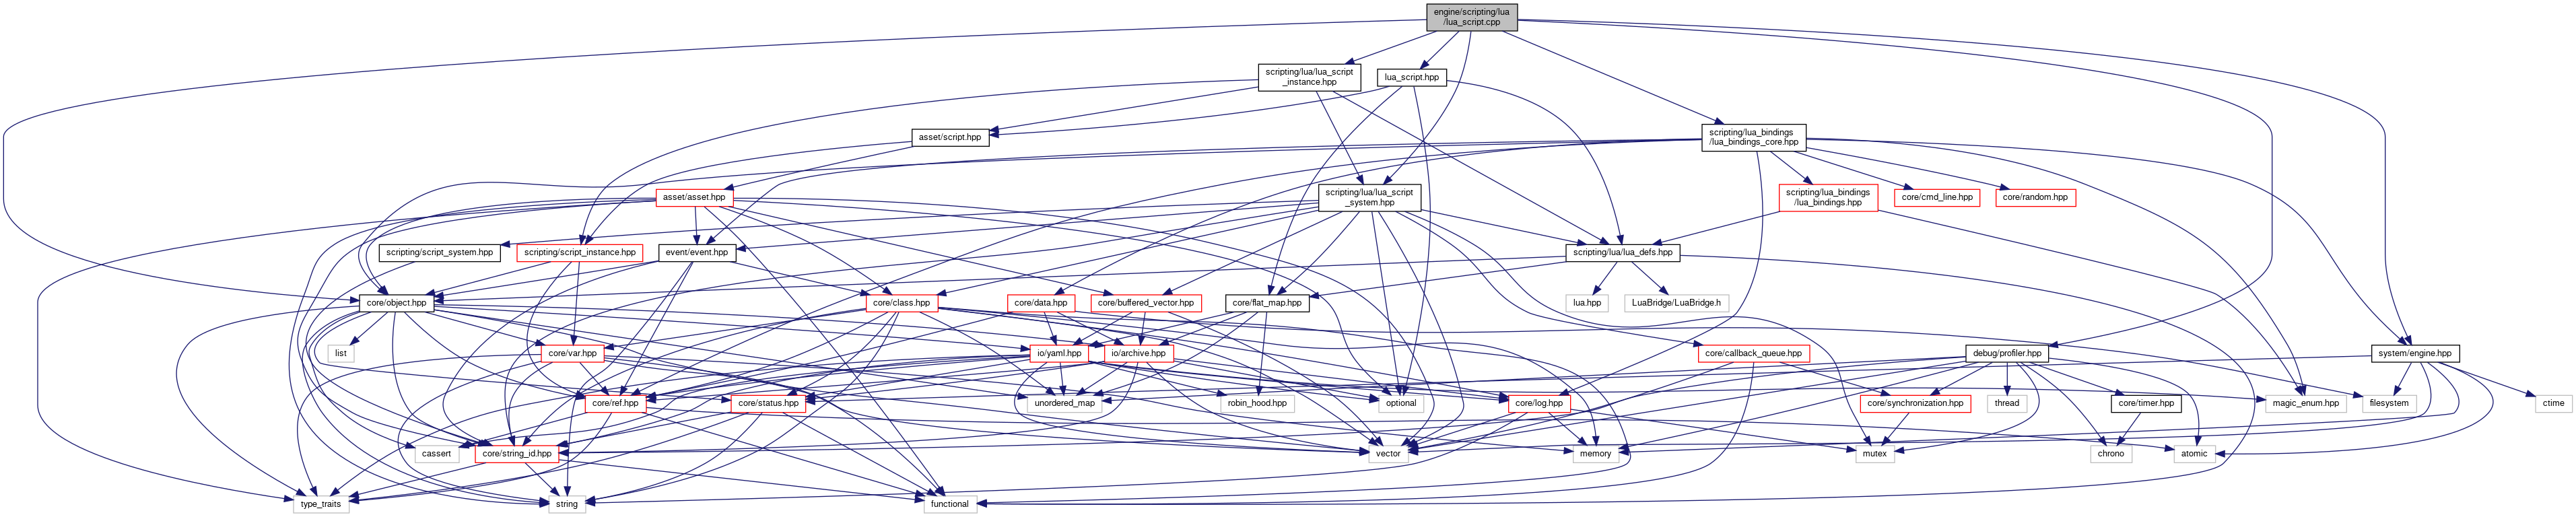 engine/scripting/lua
/lua_script.cpp
scripting/lua/lua_script
_instance.hpp
lua_script.hpp
asset/script.hpp
scripting/lua_bindings
/lua_bindings_core.hpp
asset/asset.hpp
scripting/lua/lua_script
_system.hpp
scripting/lua_bindings
/lua_bindings.hpp
core/cmd_line.hpp
core/random.hpp
scripting/script_system.hpp
scripting/script_instance.hpp
event/event.hpp
scripting/lua/lua_defs.hpp
core/object.hpp
core/class.hpp
core/data.hpp
core/buffered_vector.hpp
core/flat_map.hpp
lua.hpp
LuaBridge/LuaBridge.h
list
core/var.hpp
io/yaml.hpp
io/archive.hpp
core/callback_queue.hpp
debug/profiler.hpp
system/engine.hpp
core/ref.hpp
core/status.hpp
unordered_map
robin_hood.hpp
optional
core/log.hpp
core/synchronization.hpp
thread
core/timer.hpp
magic_enum.hpp
filesystem
ctime
cassert
core/string_id.hpp
vector
memory
mutex
chrono
atomic
type_traits
string
functional